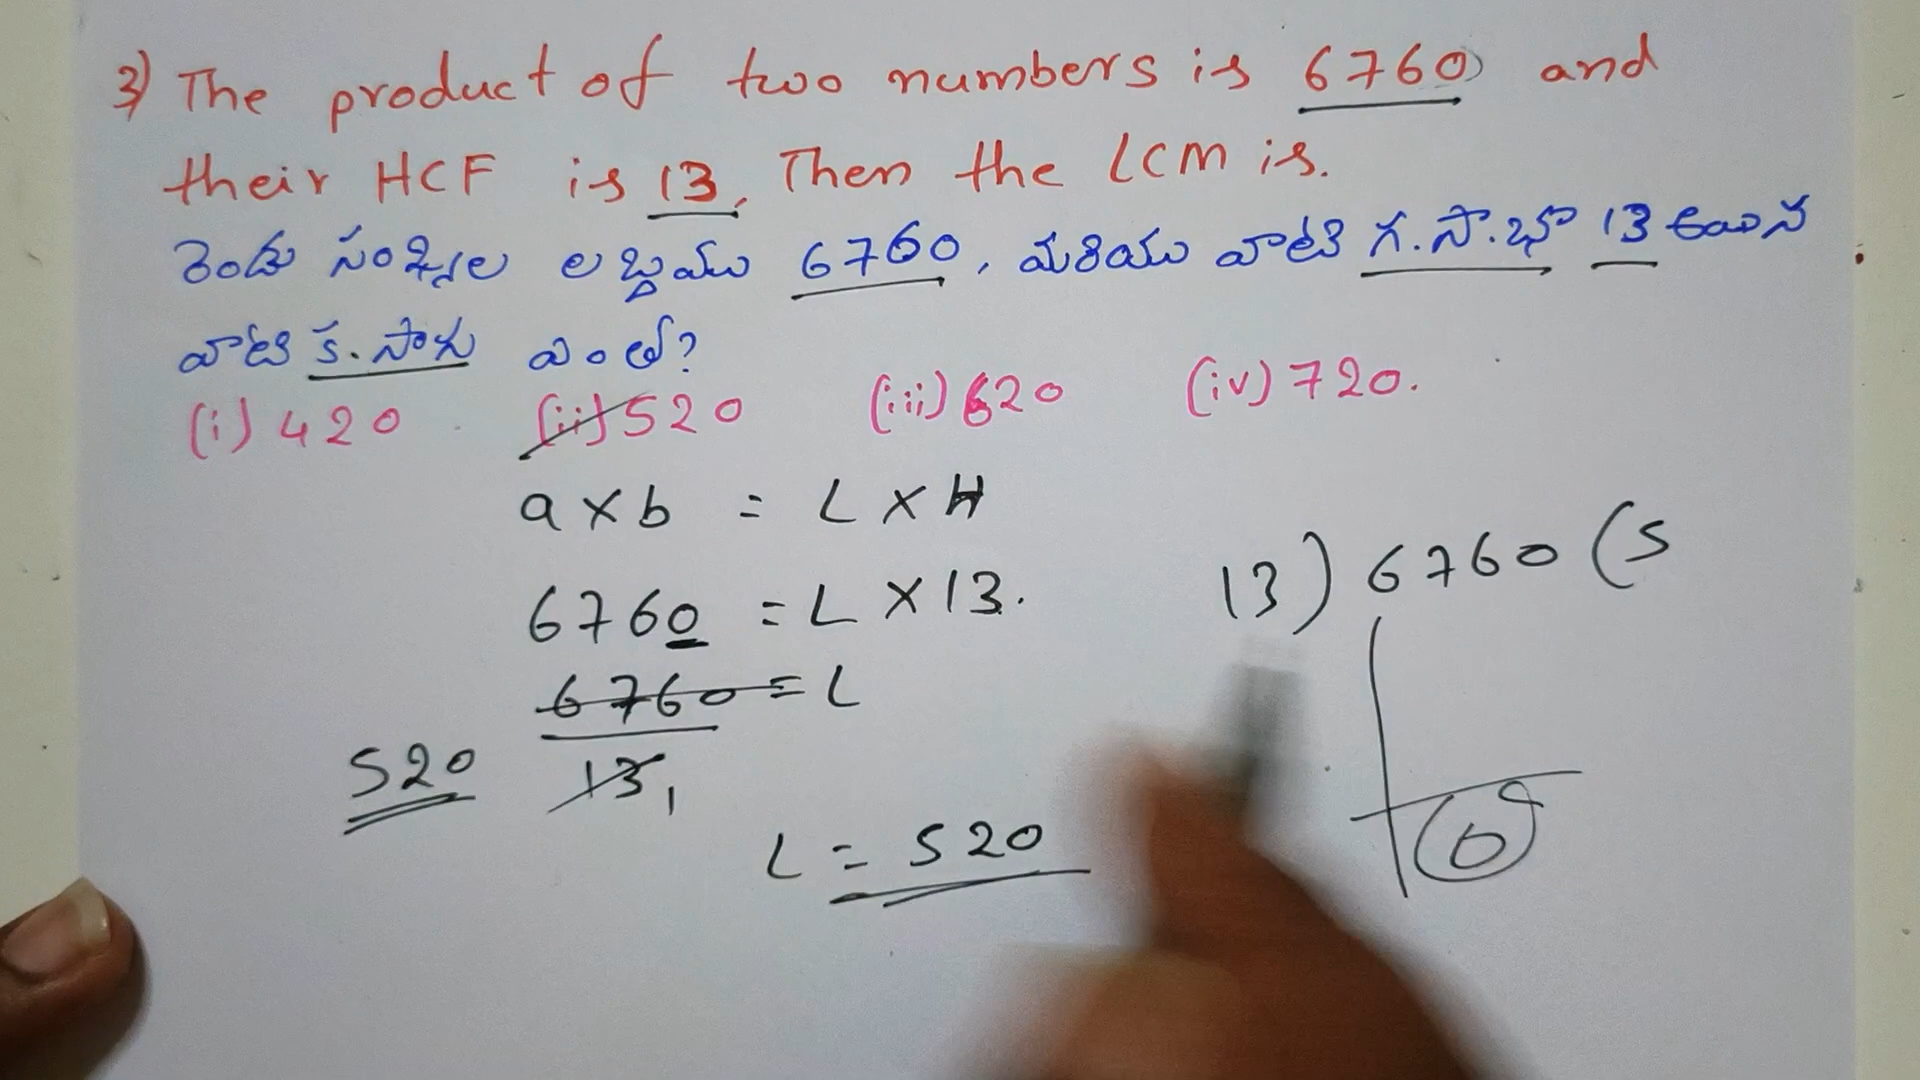 3) The product of two numbers is 6760 and
their HCF is 13, Then the LCM is.
రెండు సంఖ్యల లబ్ధము 6760, మరియు వాటి గ.సా.భా 13 అయిన
వాటి క.సాగు ఎంత?
(i) 420 (ii) 520 (iii) 620 (iv) 720.
a x b = L x H
6760 = L x 13.
6760 = L
13, 1
520
L = 520
13) 6760 (5
0